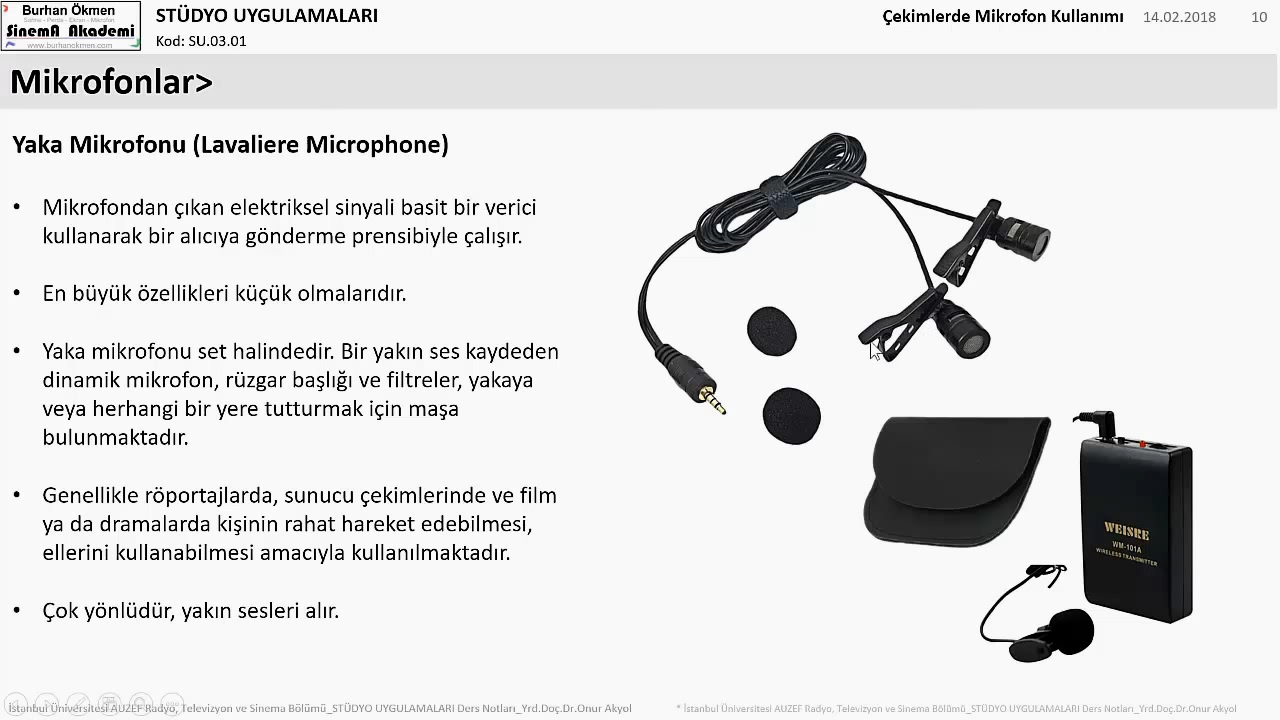 Burhan Ökmen
Sahne - Perde - Ekran - Mikrofon
SinemA Akademi
www.burhanokmen.com
STÜDYO UYGULAMALARI
Kod: SU.03.01
Çekimlerde Mikrofon Kullanımı
14.02.2018
10
Mikrofonlar>
Yaka Mikrofonu (Lavaliere Microphone)
• Mikrofondan çıkan elektriksel sinyali basit bir verici
kullanarak bir alıcıya gönderme prensibiyle çalışır.
• En büyük özellikleri küçük olmalarıdır.
• Yaka mikrofonu set halindedir. Bir yakın ses kaydeden
dinamik mikrofon, rüzgar başlığı ve filtreler, yakaya
veya herhangi bir yere tutturmak için maşa
bulunmaktadır.
• Genellikle röportajlarda, sunucu çekimlerinde ve film
ya da dramalarda kişinin rahat hareket edebilmesi,
ellerini kullanabilmesi amacıyla kullanılmaktadır.
• Çok yönlüdür, yakın sesleri alır.
WEISRE
WM-101A
WIRELESS TRANSMITTER
İstanbul Üniversitesi AUZEF Radyo, Televizyon ve Sinema Bölümü_STÜDYO UYGULAMALARI Ders Notları_Yrd.Doç.Dr.Onur Akyol
* İstanbul Üniversitesi AUZEF Radyo, Televizyon ve Sinema Bölümü_STÜDYO UYGULAMALARI Ders Notları_Yrd.Doç.Dr.Onur Akyol